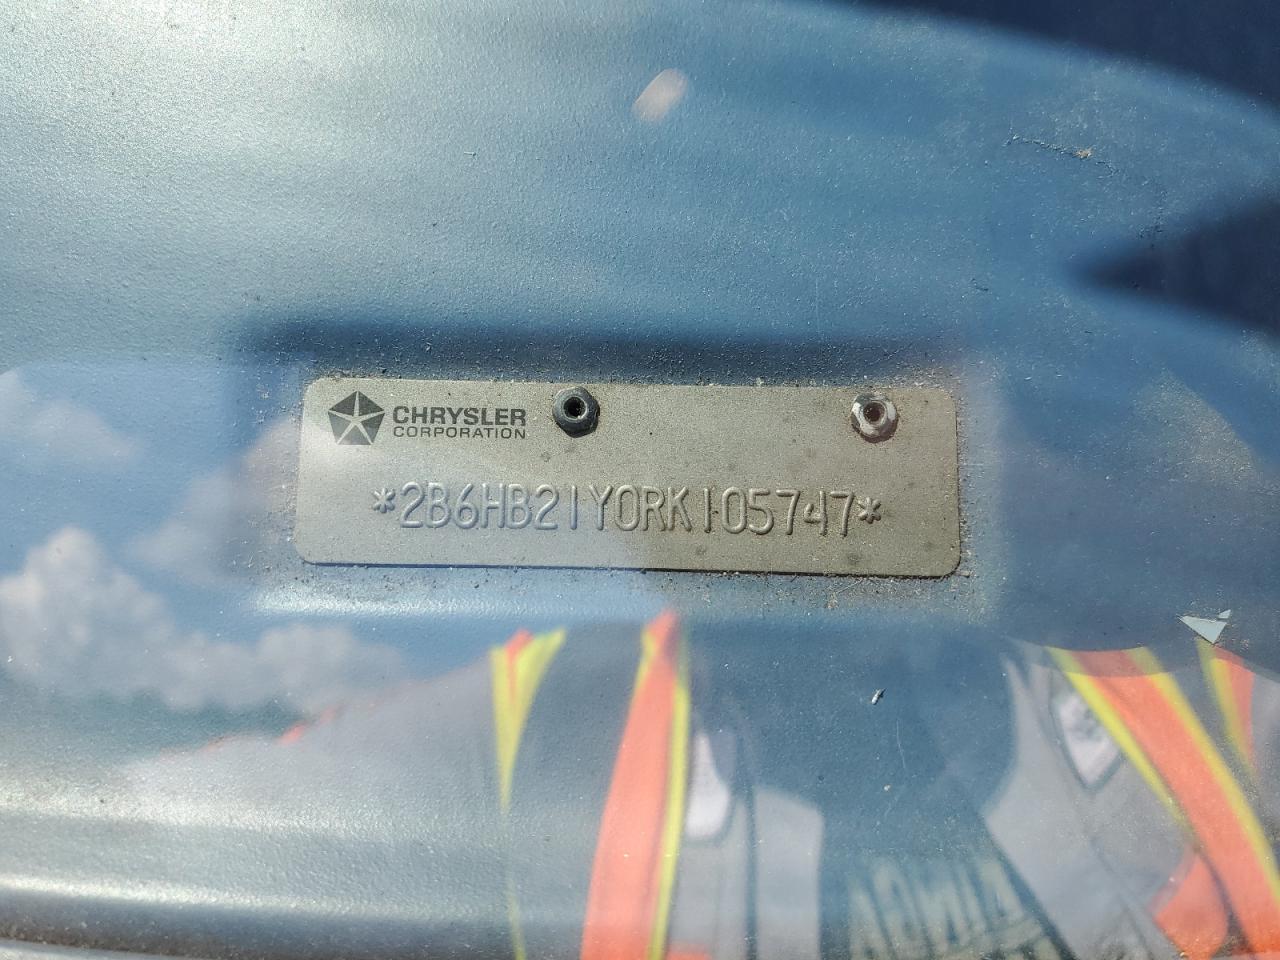 CHRYSLER
CORPORATION
*2B6HB21Y0RK105747*